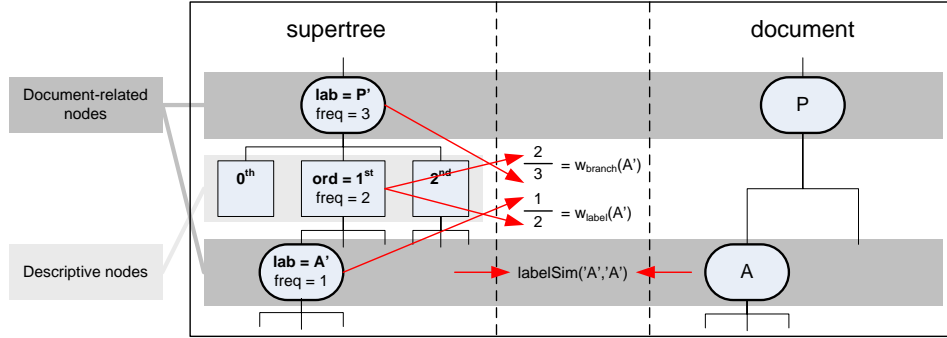 supertree
document
Document-related
nodes
lab = P'
freq = 3
P
0th
ord = 1st
freq = 2
2nd
2
3
= wbranch(A')
1
2
= wlabel(A')
Descriptive nodes
lab = A'
freq = 1
labelSim('A','A')
A